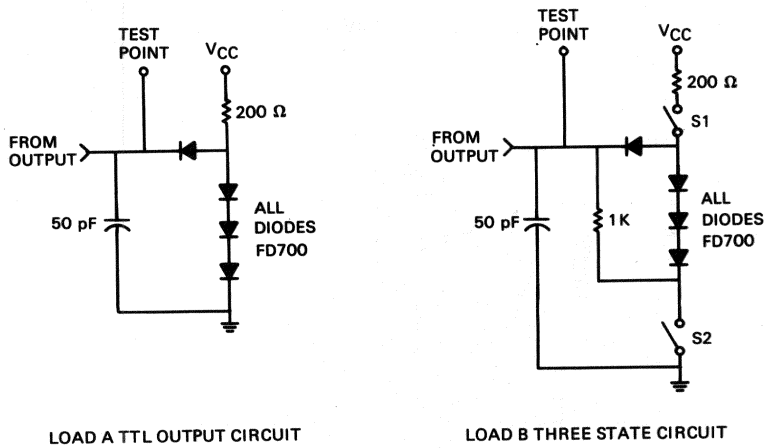 TEST
POINT
VCC
200 Ω
FROM
OUTPUT
50 pF
ALL
DIODES
FD700
LOAD A TTL OUTPUT CIRCUIT
TEST
POINT
VCC
200 Ω
S1
FROM
OUTPUT
50 pF
1K
ALL
DIODES
FD700
S2
LOAD B THREE STATE CIRCUIT